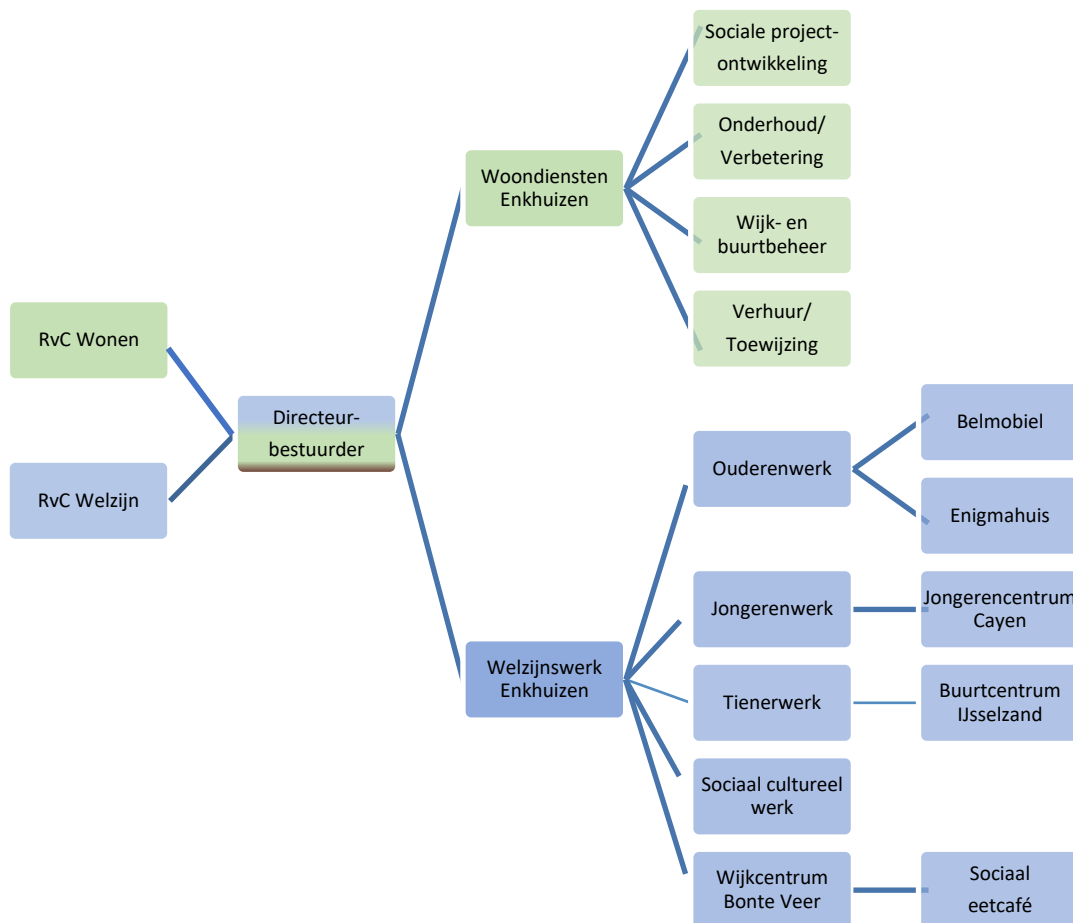 RvC Wonen
RvC Welzijn
Directeur-
bestuurder
Woondiensten
Enkhuizen
Sociale project-
ontwikkeling
Onderhoud/
Verbetering
Wijk- en
buurtbeheer
Verhuur/
Toewijzing
Welzijnswerk
Enkhuizen
Ouderenwerk
Belmobiel
Enigmahuis
Jongerenwerk
Jongerencentrum
Cayen
Tienerwerk
Buurtcentrum
IJsselzand
Sociaal cultureel
werk
Wijkcentrum
Bonte Veer
Sociaal
eetcafé